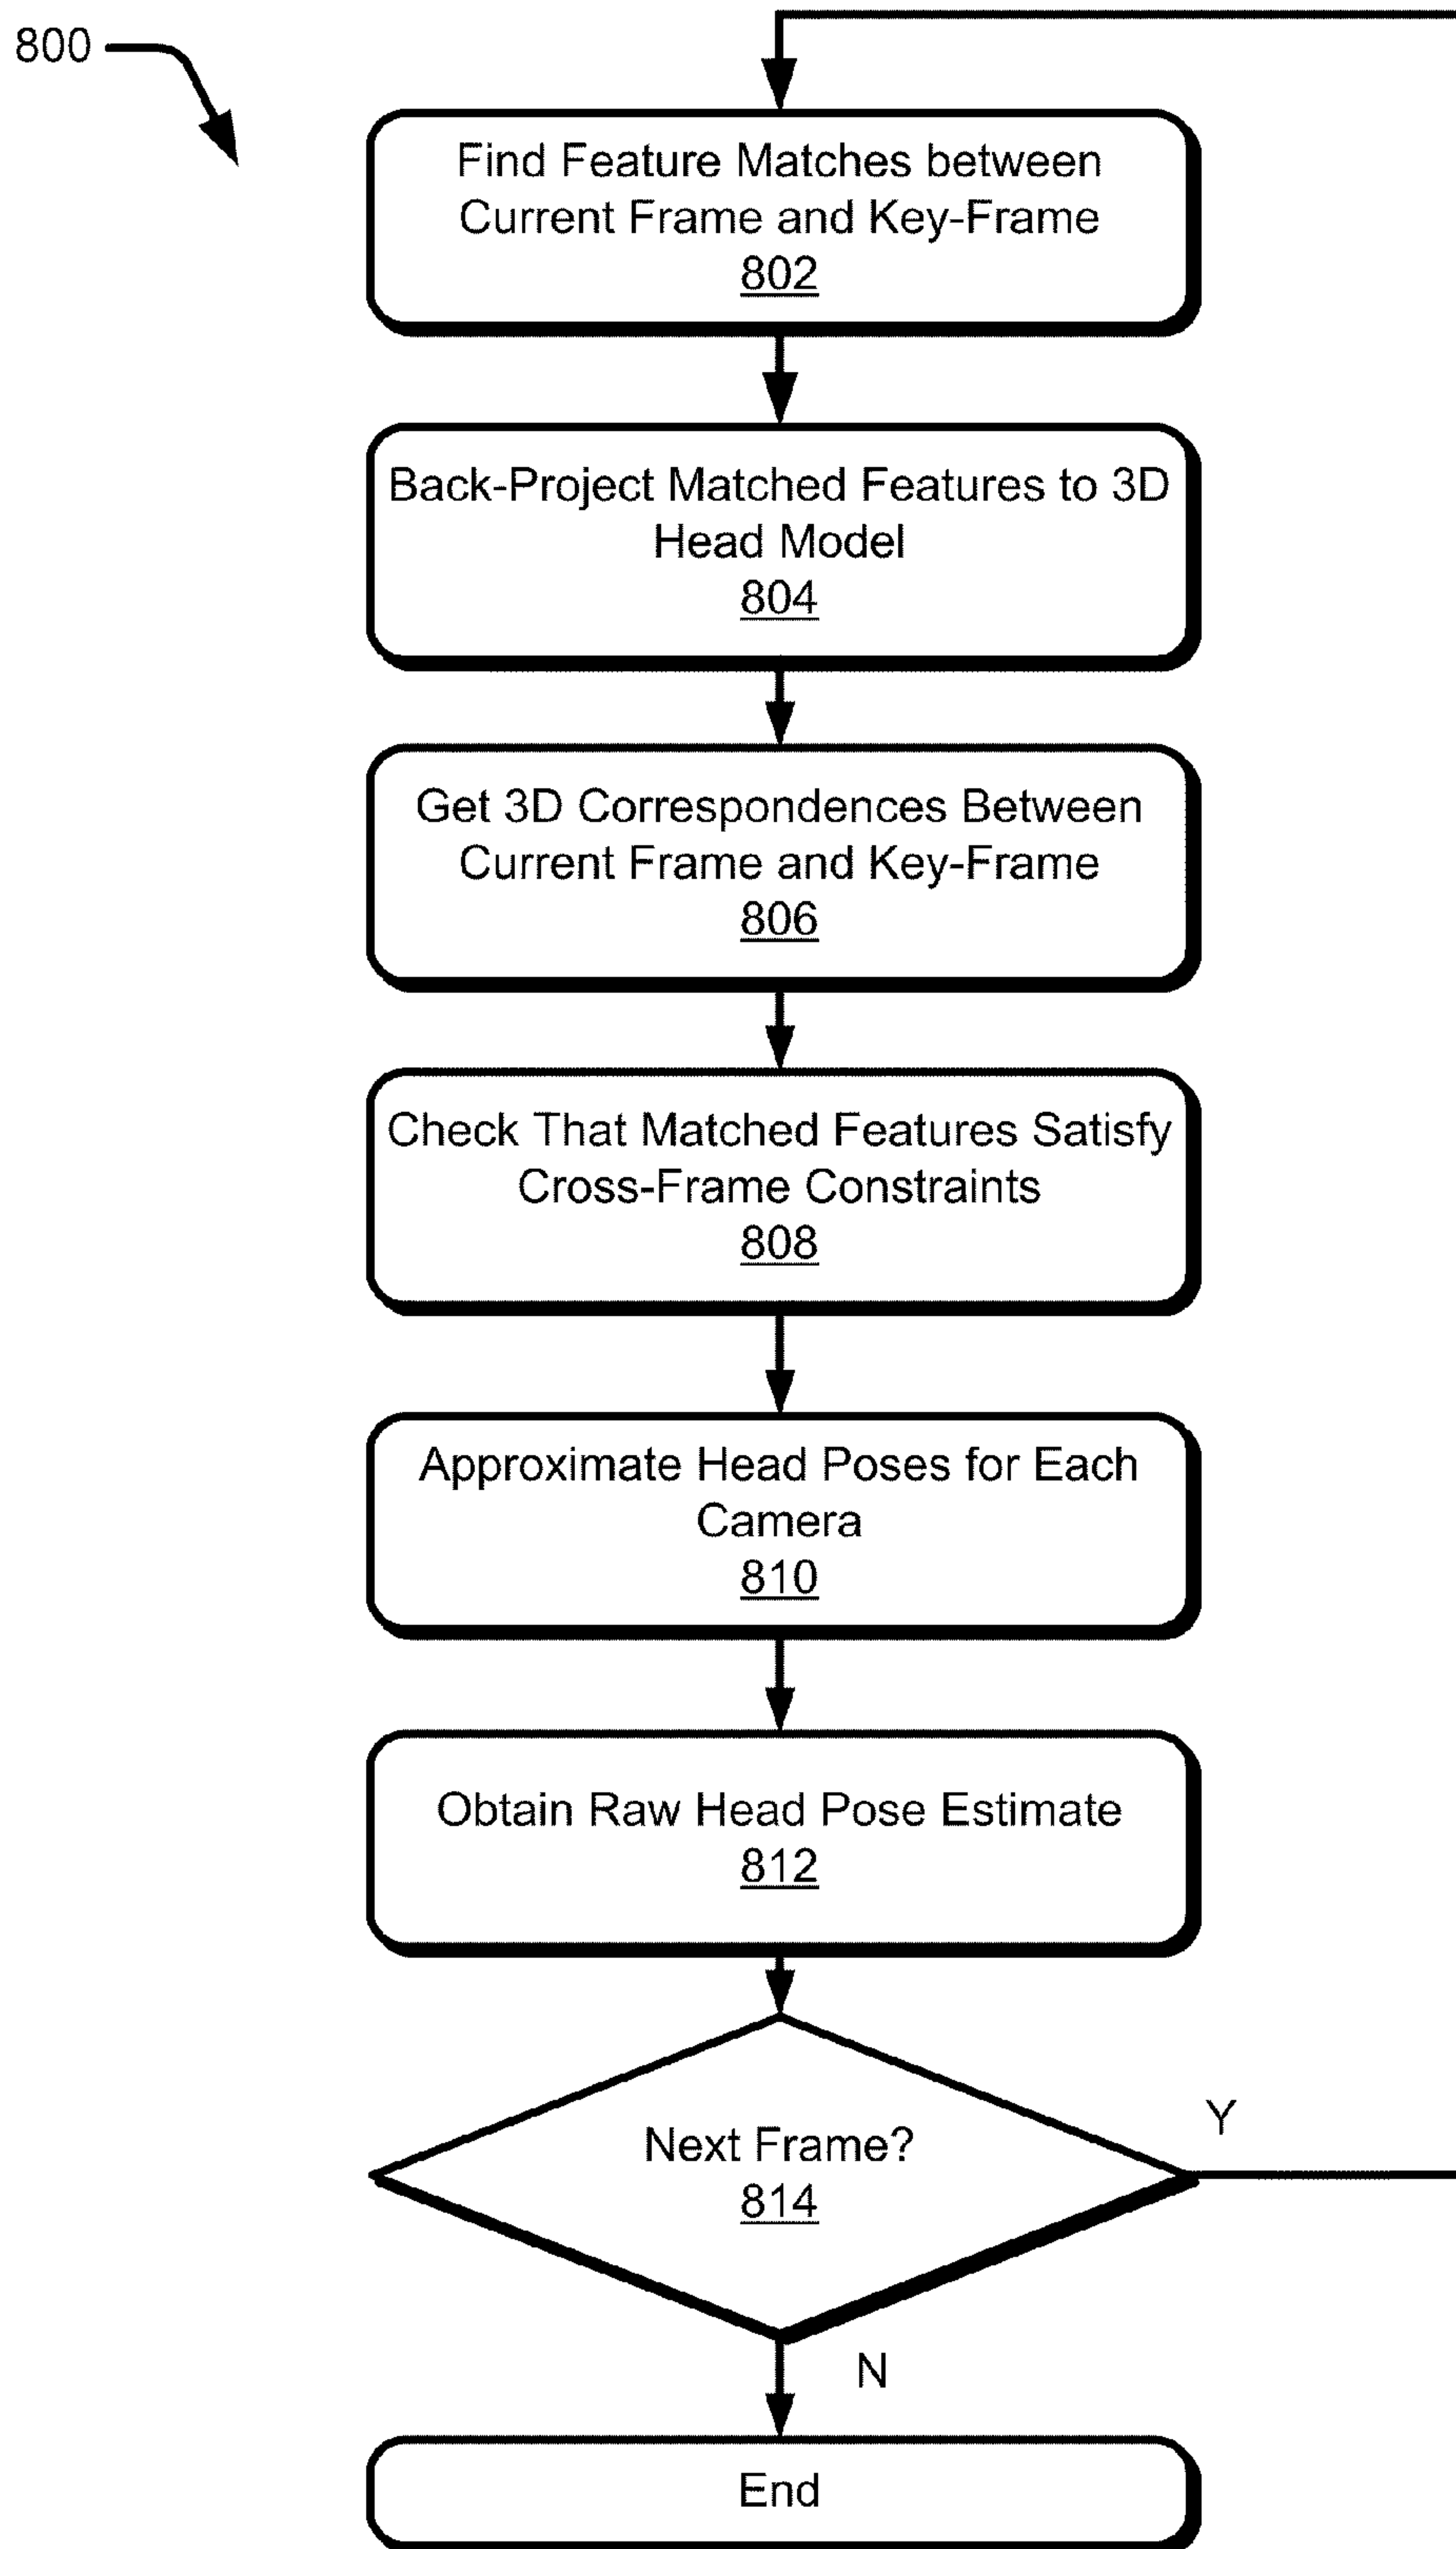 800
Find Feature Matches between
Current Frame and Key-Frame
802
Back-Project Matched Features to 3D
Head Model
804
Get 3D Correspondences Between
Current Frame and Key-Frame
806
Check That Matched Features Satisfy
Cross-Frame Constraints
808
Approximate Head Poses for Each
Camera
810
Obtain Raw Head Pose Estimate
812
Next Frame?
814
Y
N
End